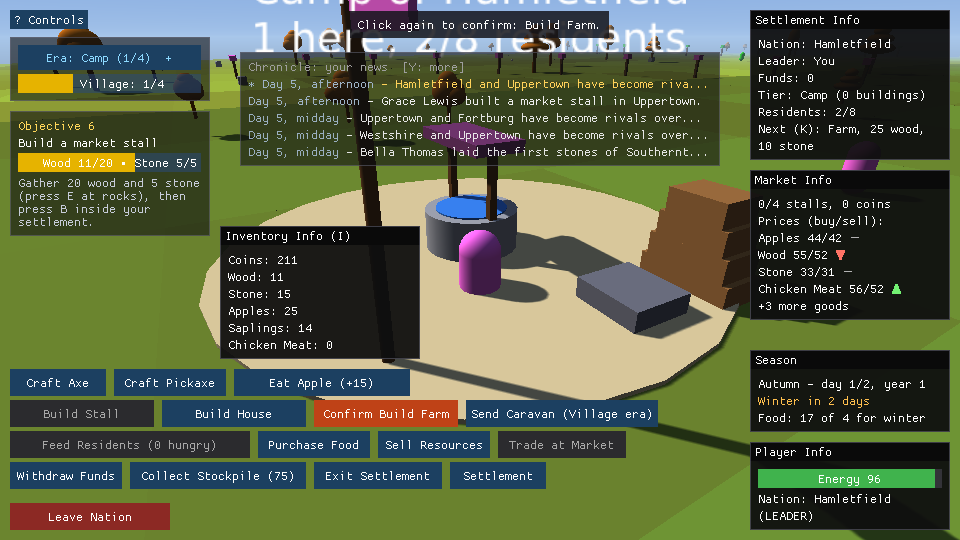 ? Controls
Camp of Hamletfield
1 here. 2/8 residents
Click again to confirm: Build Farm.
Era: Camp (1/4) +
Village: 1/4
Objective 6
Build a market stall
Wood 11/20 • Stone 5/5
Gather 20 wood and 5 stone
(press E at rocks), then
press B inside your
settlement.
Chronicle: your news [Y: more]
* Day 5, afternoon – Hamletfield and Uppertown have become riva...
Day 5, afternoon – Grace Lewis built a market stall in Uppertown.
Day 5, midday – Uppertown and Fortburg have become rivals over...
Day 5, midday – Westshire and Uppertown have become rivals over...
Day 5, midday – Bella Thomas laid the first stones of Southernt...
Settlement Info
Nation: Hamletfield
Leader: You
Funds: 0
Tier: Camp (0 buildings)
Residents: 2/8
Next (K): Farm, 25 wood,
10 stone
Market Info
0/4 stalls, 0 coins
Prices (buy/sell):
Apples 44/42 —
Wood 55/52 ▼
Stone 33/31 —
Chicken Meat 56/52 ▲
+3 more goods
Inventory Info (I)
Coins: 211
Wood: 11
Stone: 15
Apples: 25
Saplings: 14
Chicken Meat: 0
Season
Autumn – day 1/2, year 1
Winter in 2 days
Food: 17 of 4 for winter
Player Info
Energy 96
Nation: Hamletfield
(LEADER)
Craft Axe
Craft Pickaxe
Eat Apple (+15)
Build Stall
Build House
Confirm Build Farm
Send Caravan (Village era)
Feed Residents (0 hungry)
Purchase Food
Sell Resources
Trade at Market
Withdraw Funds
Collect Stockpile (75)
Exit Settlement
Settlement
Leave Nation